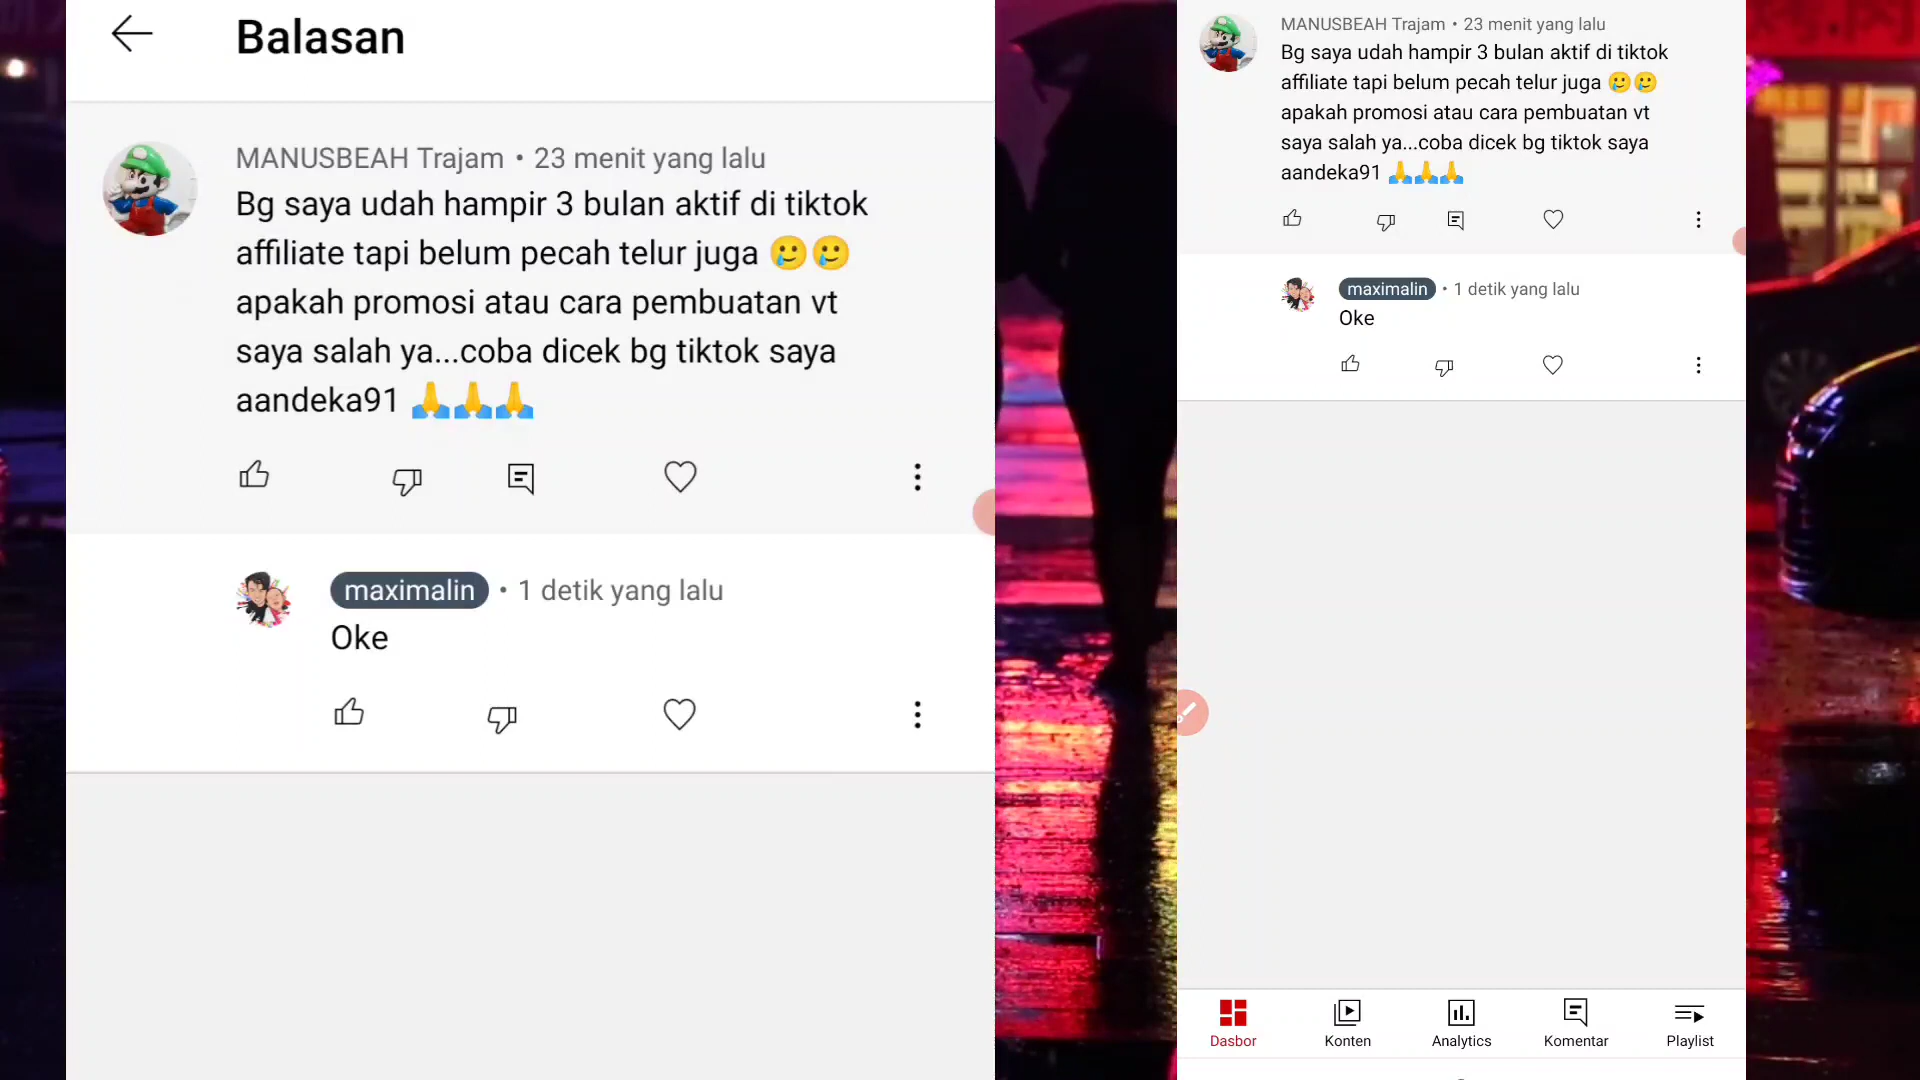 Balasan
MANUSBEAH Trajam • 23 menit yang lalu
Bg saya udah hampir 3 bulan aktif di tiktok
affiliate tapi belum pecah telur juga 🥲🥲
apakah promosi atau cara pembuatan vt
saya salah ya...coba dicek bg tiktok saya
aandeka91 🙏🙏🙏
maximalin • 1 detik yang lalu
Oke
MANUSBEAH Trajam • 23 menit yang lalu
Bg saya udah hampir 3 bulan aktif di tiktok
affiliate tapi belum pecah telur juga 🥲🥲
apakah promosi atau cara pembuatan vt
saya salah ya...coba dicek bg tiktok saya
aandeka91 🙏🙏🙏
maximalin • 1 detik yang lalu
Oke
Dasbor Konten Analytics Komentar Playlist